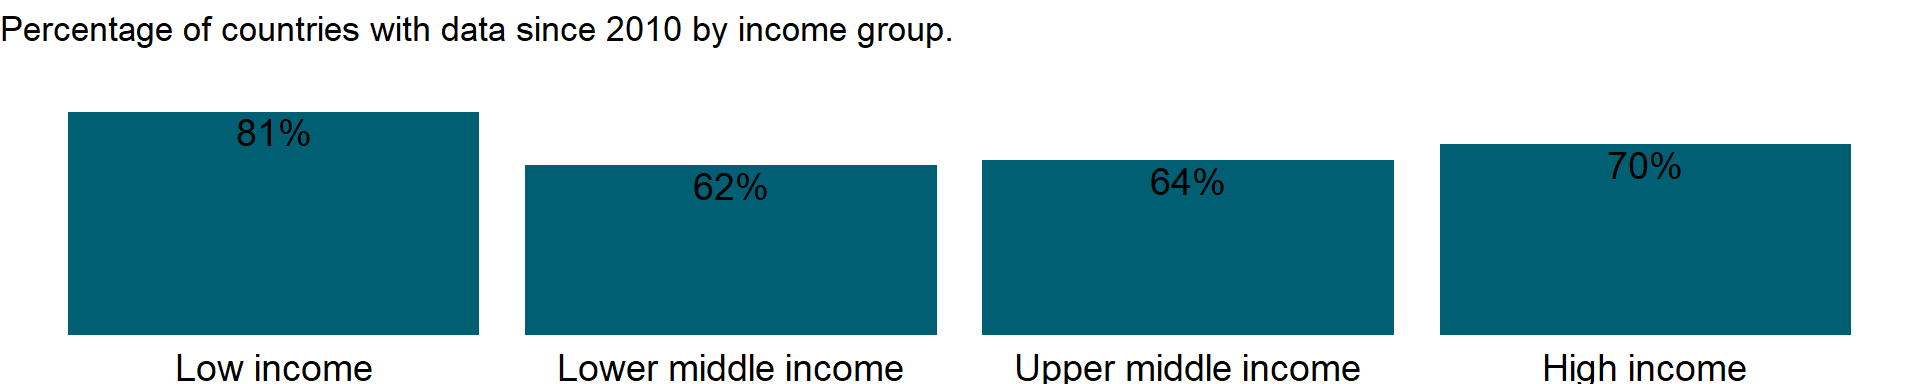 Percentage of countries with data since 2010 by income group.
81%
62%
64%
70%
Low income
Lower middle income
Upper middle income
High income